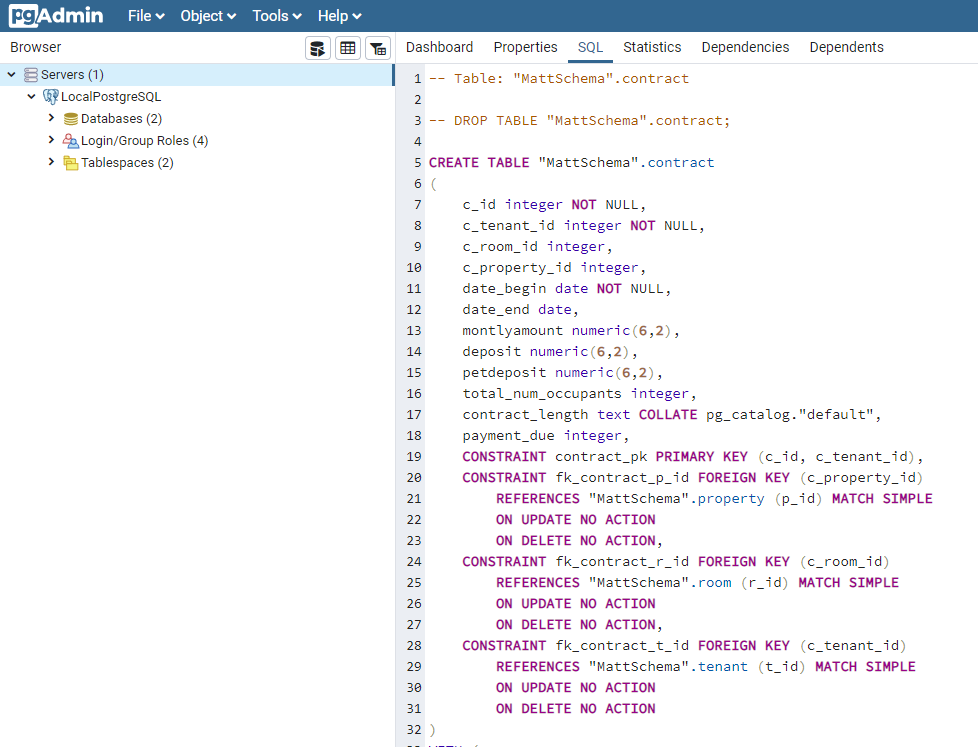 pgAdmin File Object Tools Help
Browser
Dashboard Properties SQL Statistics Dependencies Dependents
Servers (1)
LocalPostgreSQL
Databases (2)
Login/Group Roles (4)
Tablespaces (2)
1 -- Table: "MattSchema".contract
2
3 -- DROP TABLE "MattSchema".contract;
4
5 CREATE TABLE "MattSchema".contract
6 (
7 c_id integer NOT NULL,
8 c_tenant_id integer NOT NULL,
9 c_room_id integer,
10 c_property_id integer,
11 date_begin date NOT NULL,
12 date_end date,
13 montlyamount numeric(6,2),
14 deposit numeric(6,2),
15 petdeposit numeric(6,2),
16 total_num_occupants integer,
17 contract_length text COLLATE pg_catalog."default",
18 payment_due integer,
19 CONSTRAINT contract_pk PRIMARY KEY (c_id, c_tenant_id),
20 CONSTRAINT fk_contract_p_id FOREIGN KEY (c_property_id)
21 REFERENCES "MattSchema".property (p_id) MATCH SIMPLE
22 ON UPDATE NO ACTION
23 ON DELETE NO ACTION,
24 CONSTRAINT fk_contract_r_id FOREIGN KEY (c_room_id)
25 REFERENCES "MattSchema".room (r_id) MATCH SIMPLE
26 ON UPDATE NO ACTION
27 ON DELETE NO ACTION,
28 CONSTRAINT fk_contract_t_id FOREIGN KEY (c_tenant_id)
29 REFERENCES "MattSchema".tenant (t_id) MATCH SIMPLE
30 ON UPDATE NO ACTION
31 ON DELETE NO ACTION
32 )